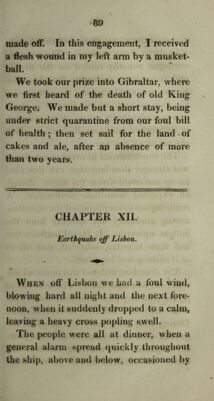 89
made off. In this engagement, I received
a flesh wound in my left arm by a musket-
ball.
We took our prize into Gibraltar, where
we first heard of the death of old King
George. We made but a short stay, being
under strict quarantine from our foul bill
of health; then set sail for the land of
cakes and ale, after an absence of more
than two years.
CHAPTER XII.
Earthquake off Lisbon.
When off Lisbon we had a foul wind,
blowing hard all night and the next fore-
noon, when it suddenly dropped to a calm,
leaving a heavy cross popling swell.
The people were all at dinner, when a
general alarm spread quickly throughout
the ship, above and below, occasioned by